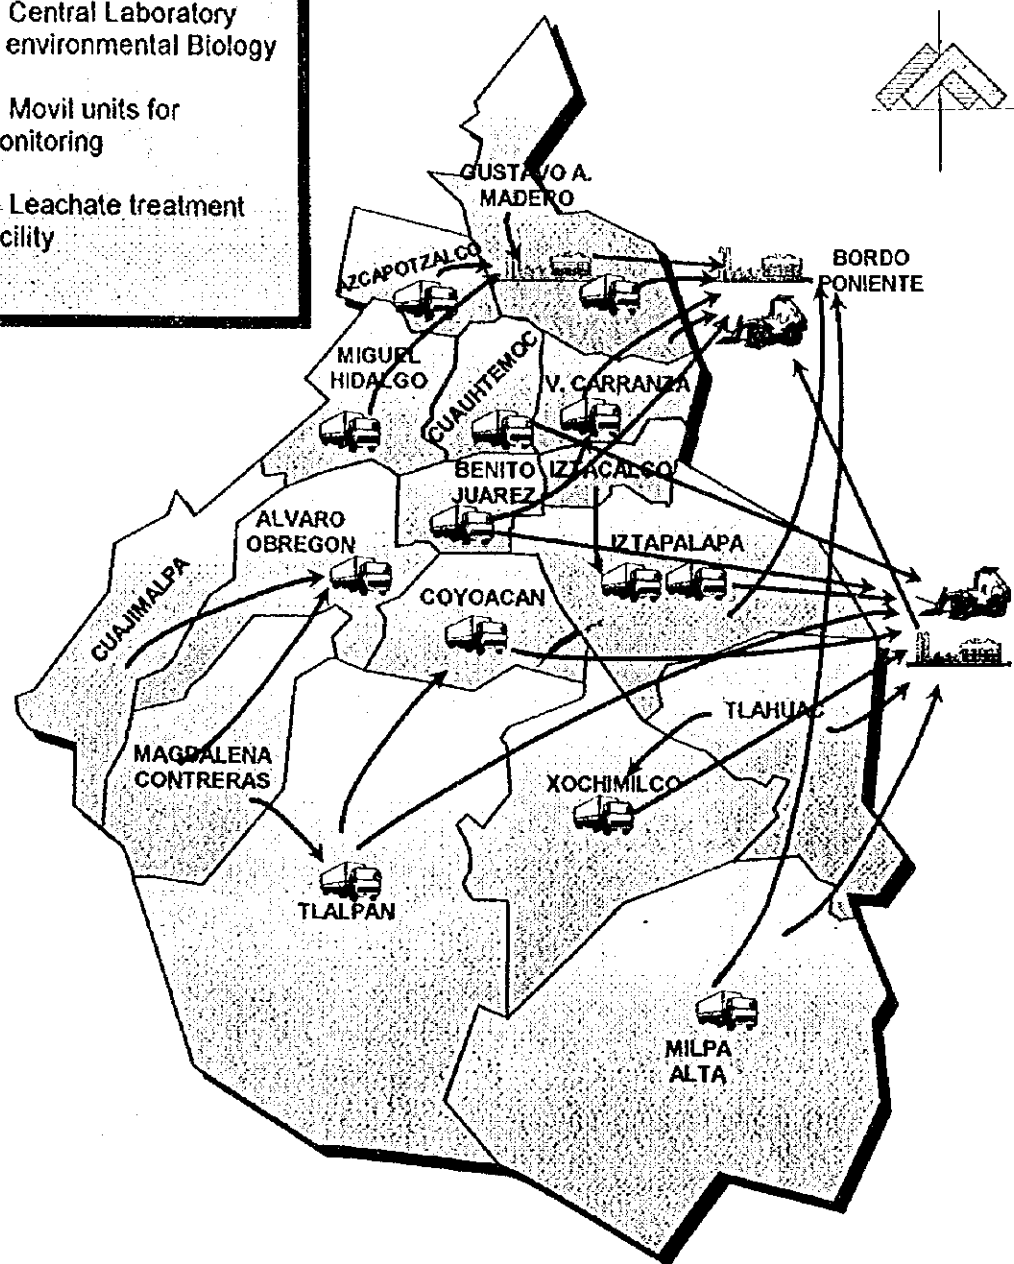 Central Laboratory
environmental Biology
Movil units for
onitoring
Leachate treatment
cility
GUSTAVO A.
MADERO
AZCAPOTZALCO
BORDO
PONIENTE
MIGUEL
HIDALGO
CUAUHTEMOC
V. CARRANZA
BENITO
JUAREZ
IZTACALCO
ALVARO
OBREGON
IZTAPALAPA
CUAJIMALPA
COYOACAN
TLAHUAC
MAGDALENA
CONTRERAS
XOCHIMILCO
TLALPAN
MILPA
ALTA